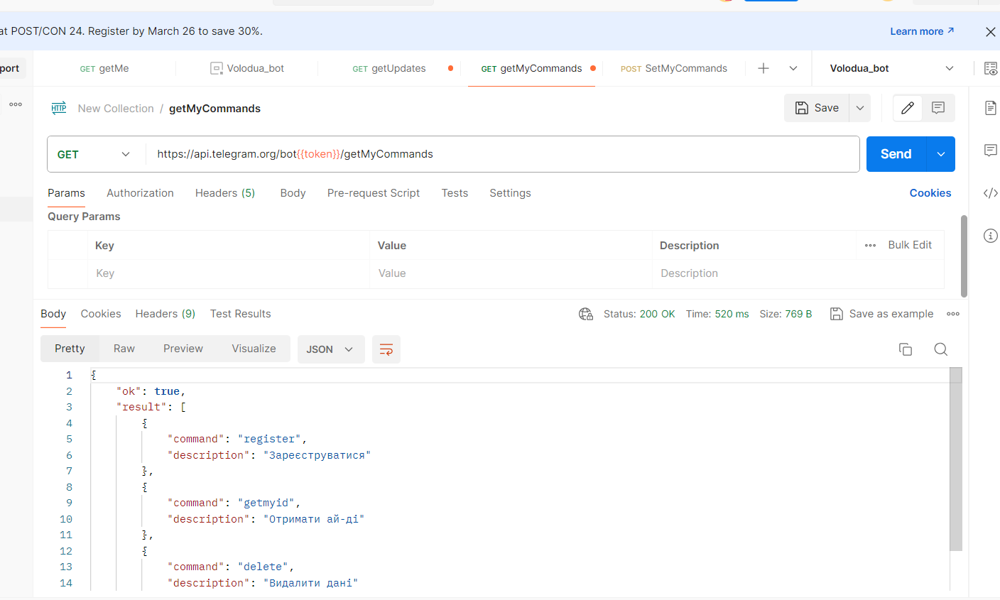 at POST/CON 24. Register by March 26 to save 30%.
Learn more ↗
port
GET getMe
Volodua_bot
GET getUpdates
GET getMyCommands
POST SetMyCommands
Volodua_bot
HTTP New Collection / getMyCommands
Save
GET
https://api.telegram.org/bot{{token}}/getMyCommands
Send
Params Authorization Headers (5) Body Pre-request Script Tests Settings Cookies
Query Params
Key Value Description Bulk Edit
Key Value Description
Body Cookies Headers (9) Test Results Status: 200 OK Time: 520 ms Size: 769 B Save as example
Pretty Raw Preview Visualize JSON
1 {
2 "ok": true,
3 "result": [
4 {
5 "command": "register",
6 "description": "Зареєструватися"
7 },
8 {
9 "command": "getmyid",
10 "description": "Отримати ай-ді"
11 },
12 {
13 "command": "delete",
14 "description": "Видалити дані"